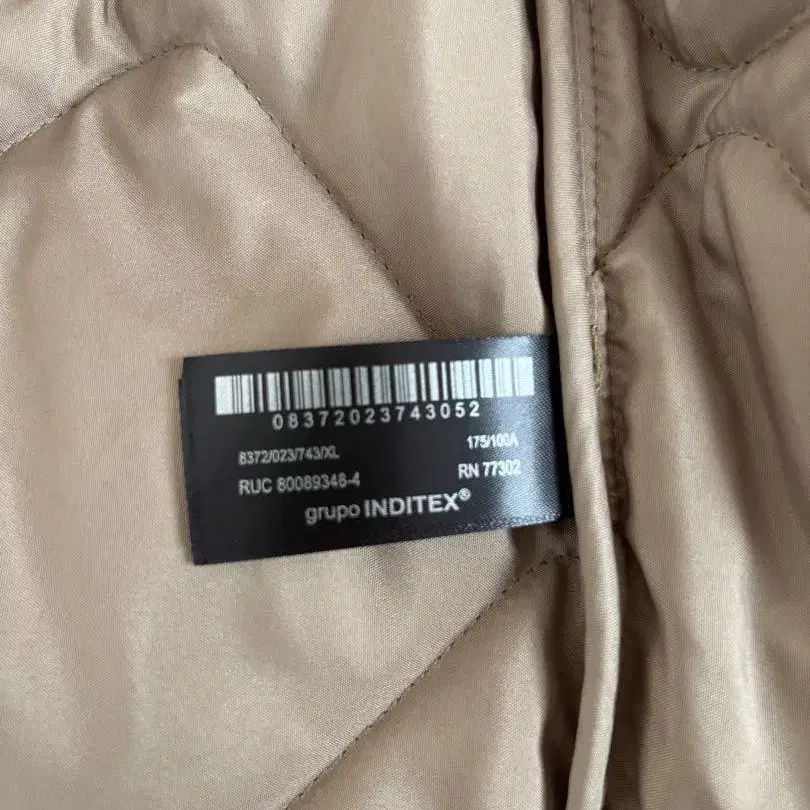 08372023743052
8372/023/743/XL
175/100A
RUC 80089348-4
RN 77302
grupo INDITEX®